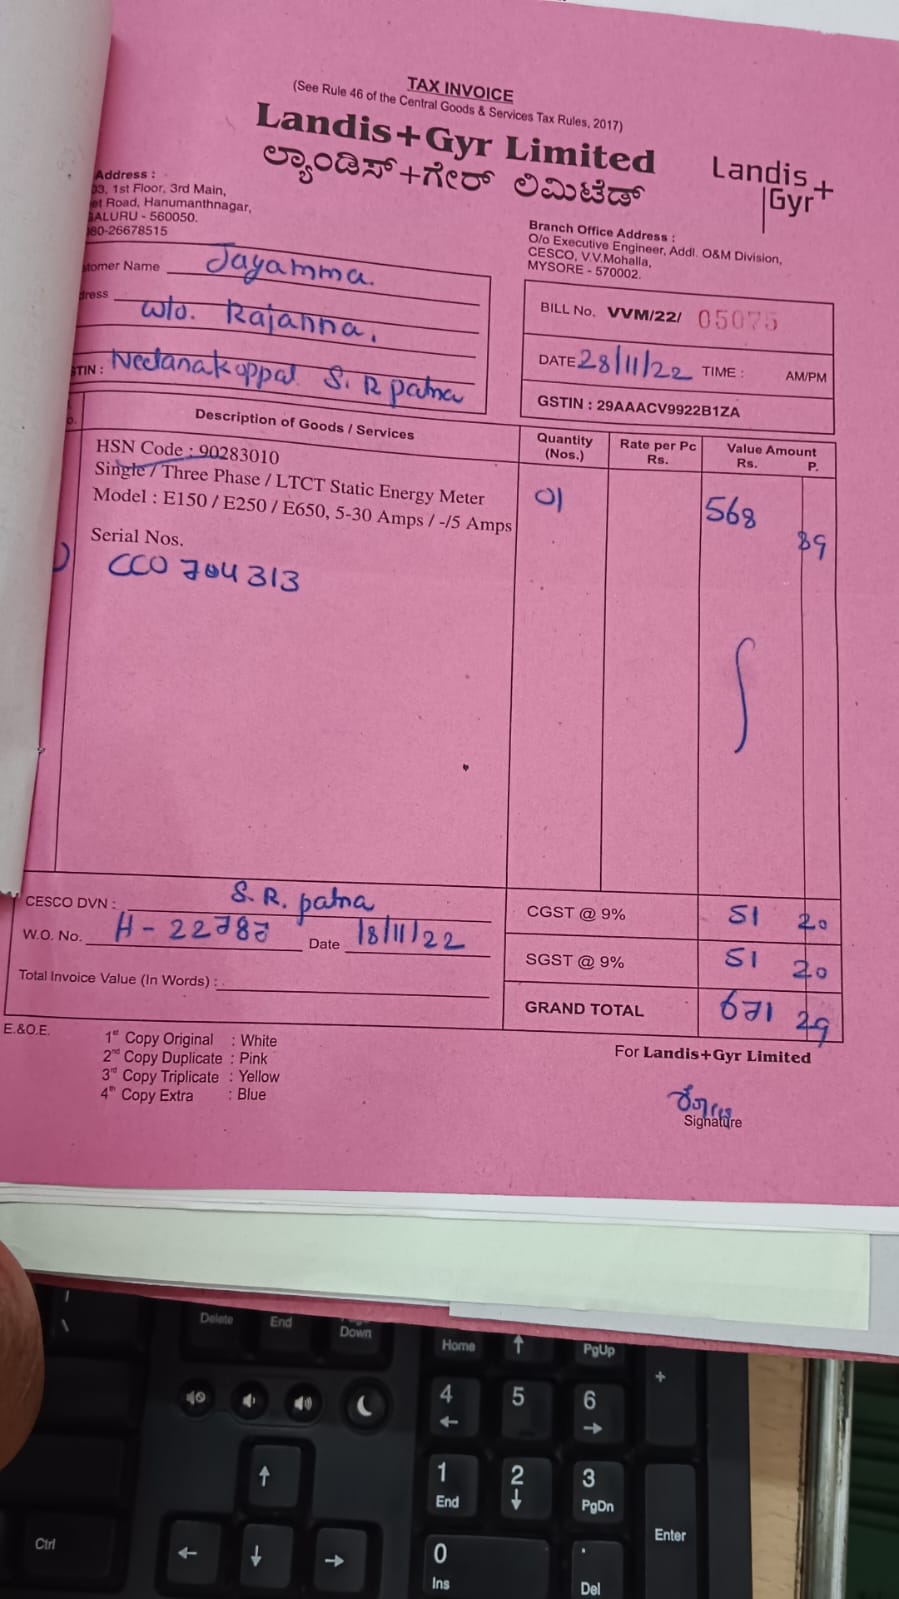 TAX INVOICE
(See Rule 46 of the Central Goods & Services Tax Rules, 2017)
Landis+Gyr Limited
ಲ್ಯಾಂಡಿಸ್+ಗೇರ್ ಲಿಮಿಟೆಡ್
Landis
Gyr+
Address :
03, 1st Floor, 3rd Main,
et Road, Hanumanthnagar,
GALURU - 560050.
080-26678515
Branch Office Address :
O/o Executive Engineer, Addl. O&M Division,
CESCO, V.V.Mohalla,
MYSORE - 570002.
tomer Name Jayamma.
dress W/o. Rajanna,
STIN : Neelanakoppal S.R patna
BILL No. VVM/22/ 05075
DATE 28/11/22 TIME : AM/PM
GSTIN : 29AAACV9922B1ZA
o. Description of Goods / Services Quantity (Nos.) Rate per Pc Rs. Value Amount Rs. P.
HSN Code : 90283010
Single / Three Phase / LTCT Static Energy Meter 01 568 89
Model : E150 / E250 / E650, 5-30 Amps / -/5 Amps
Serial Nos.
CCO 704313
CESCO DVN : S.R. patna
W.O. No. H-22787 Date 18/11/22
Total Invoice Value (In Words) :
CGST @ 9% 51 20
SGST @ 9% 51 20
GRAND TOTAL 671 29
E.&O.E.
1st Copy Original : White
2nd Copy Duplicate : Pink
3rd Copy Triplicate : Yellow
4th Copy Extra : Blue
For Landis+Gyr Limited
Signature
Delete End Down
Home PgUp
+
4 5 6
1 End 2 3 PgDn
Enter
Ctrl
0 Ins . Del